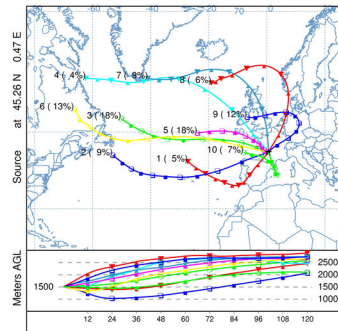 Source ★ at 45.26 N 0.47 E
-60
-70
4 ( 4%)
7 ( 9%)
8 ( 6%)
6 (13%)
3 (18%)
9 (12%)
5 (18%)
10 ( 7%)
2 ( 9%)
1 ( 5%)
Meters AGL
1500
2500
2000
1500
1000
12 24 36 48 60 72 84 96 108 120